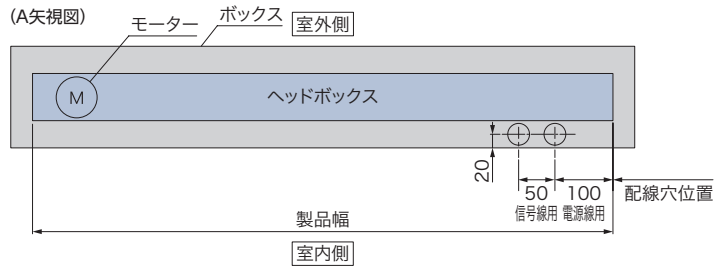 (A矢視図)
モーター
ボックス
室外側
M
ヘッドボックス
20
50
100
配線穴位置
信号線用
電源線用
製品幅
室内側